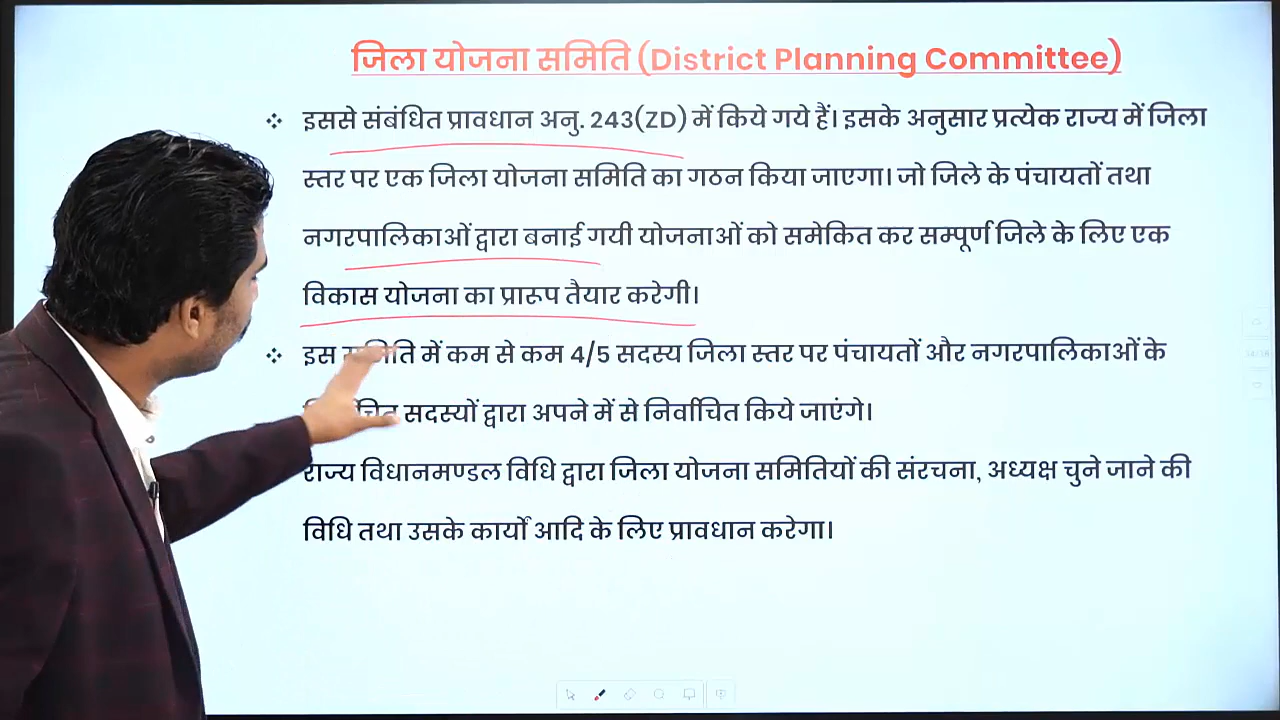 जिला योजना समिति (District Planning Committee)
❖ इससे संबंधित प्रावधान अनु. 243(ZD) में किये गये हैं। इसके अनुसार प्रत्येक राज्य में जिला
स्तर पर एक जिला योजना समिति का गठन किया जाएगा। जो जिले के पंचायतों तथा
नगरपालिकाओं द्वारा बनाई गयी योजनाओं को समेकित कर सम्पूर्ण जिले के लिए एक
विकास योजना का प्रारूप तैयार करेगी।
❖ इस में कम से कम 4/5 सदस्य जिला स्तर पर पंचायतों और नगरपालिकाओं के
सदस्यों द्वारा अपने में से निर्वाचित किये जाएंगे।
राज्य विधानमण्डल विधि द्वारा जिला योजना समितियों की संरचना, अध्यक्ष चुने जाने की
विधि तथा उसके कार्यों आदि के लिए प्रावधान करेगा।